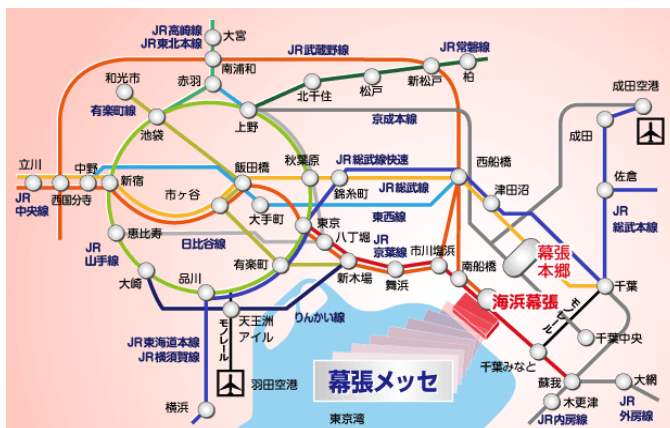 JR高崎線
JR東北本線
大宮
南浦和
JR武蔵野線
JR常磐線
柏
新松戸
松戸
北千住
和光市
赤羽
有楽町線
池袋
上野
京成本線
成田空港
成田
立川
中野
新宿
飯田橋
秋葉原
JR総武線快速
西船橋
佐倉
西国分寺
JR
中央線
市ヶ谷
錦糸町
JR総武線
津田沼
大手町
東西線
JR
総武本線
恵比寿
日比谷線
東京
八丁堀
JR
京葉線
市川塩浜
幕張
本郷
JR
山手線
大崎
品川
有楽町
新木場
舞浜
南船橋
千葉
海浜幕張
モノレール
りんかい線
天王洲
アイル
モノレール
JR東海道本線
JR横須賀線
羽田空港
幕張メッセ
千葉みなと
千葉中央
蘇我
大網
横浜
東京湾
木更津
JR内房線
JR
外房線